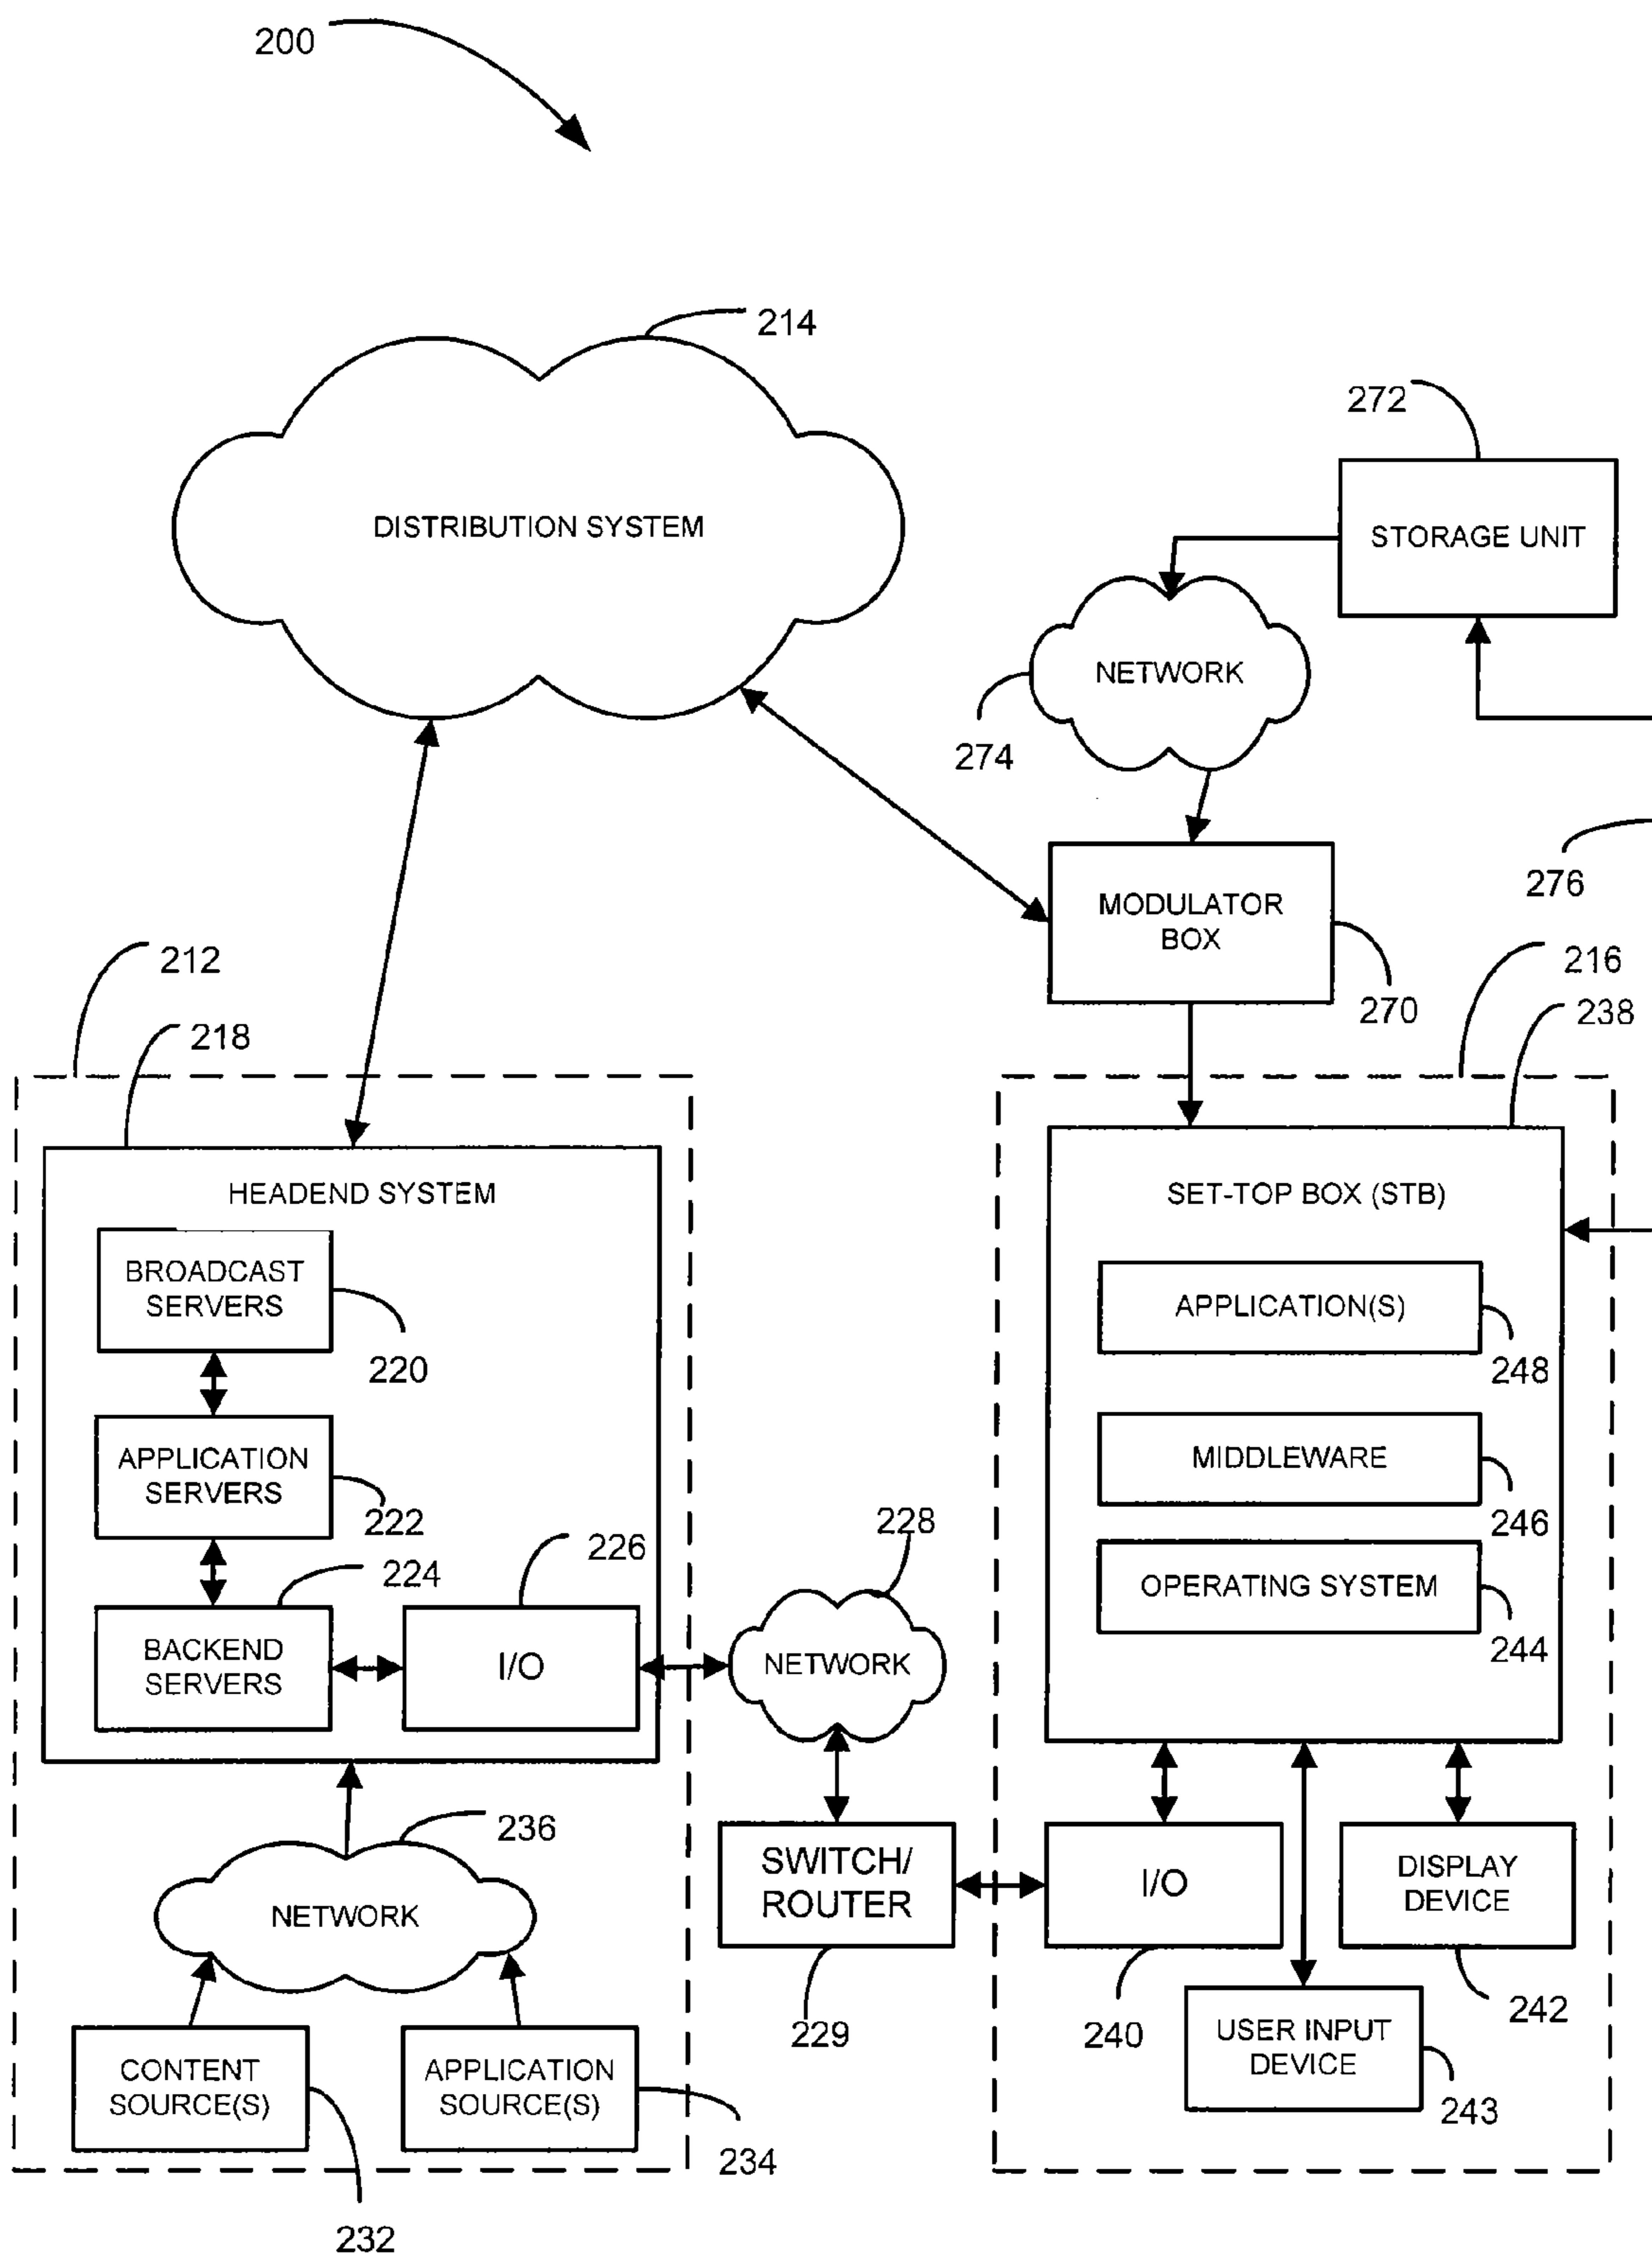 200
214
DISTRIBUTION SYSTEM
272
STORAGE UNIT
NETWORK
274
276
MODULATOR
BOX
270
212
218
216
238
HEADEND SYSTEM
BROADCAST
SERVERS
220
APPLICATION
SERVERS
222
224
226
BACKEND
SERVERS
I/O
228
NETWORK
SWITCH/
ROUTER
229
236
NETWORK
CONTENT
SOURCE(S)
232
APPLICATION
SOURCE(S)
234
SET-TOP BOX (STB)
APPLICATION(S)
248
MIDDLEWARE
246
OPERATING SYSTEM
244
I/O
240
DISPLAY
DEVICE
242
USER INPUT
DEVICE
243